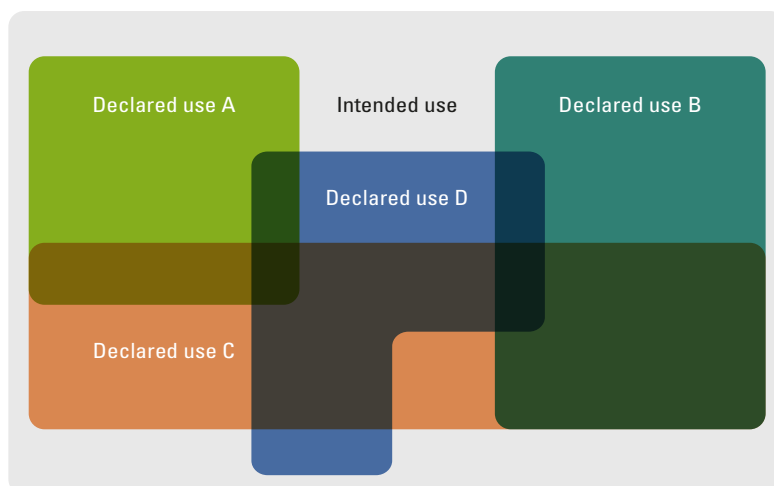 Declared use A
Intended use
Declared use B
Declared use D
Declared use C